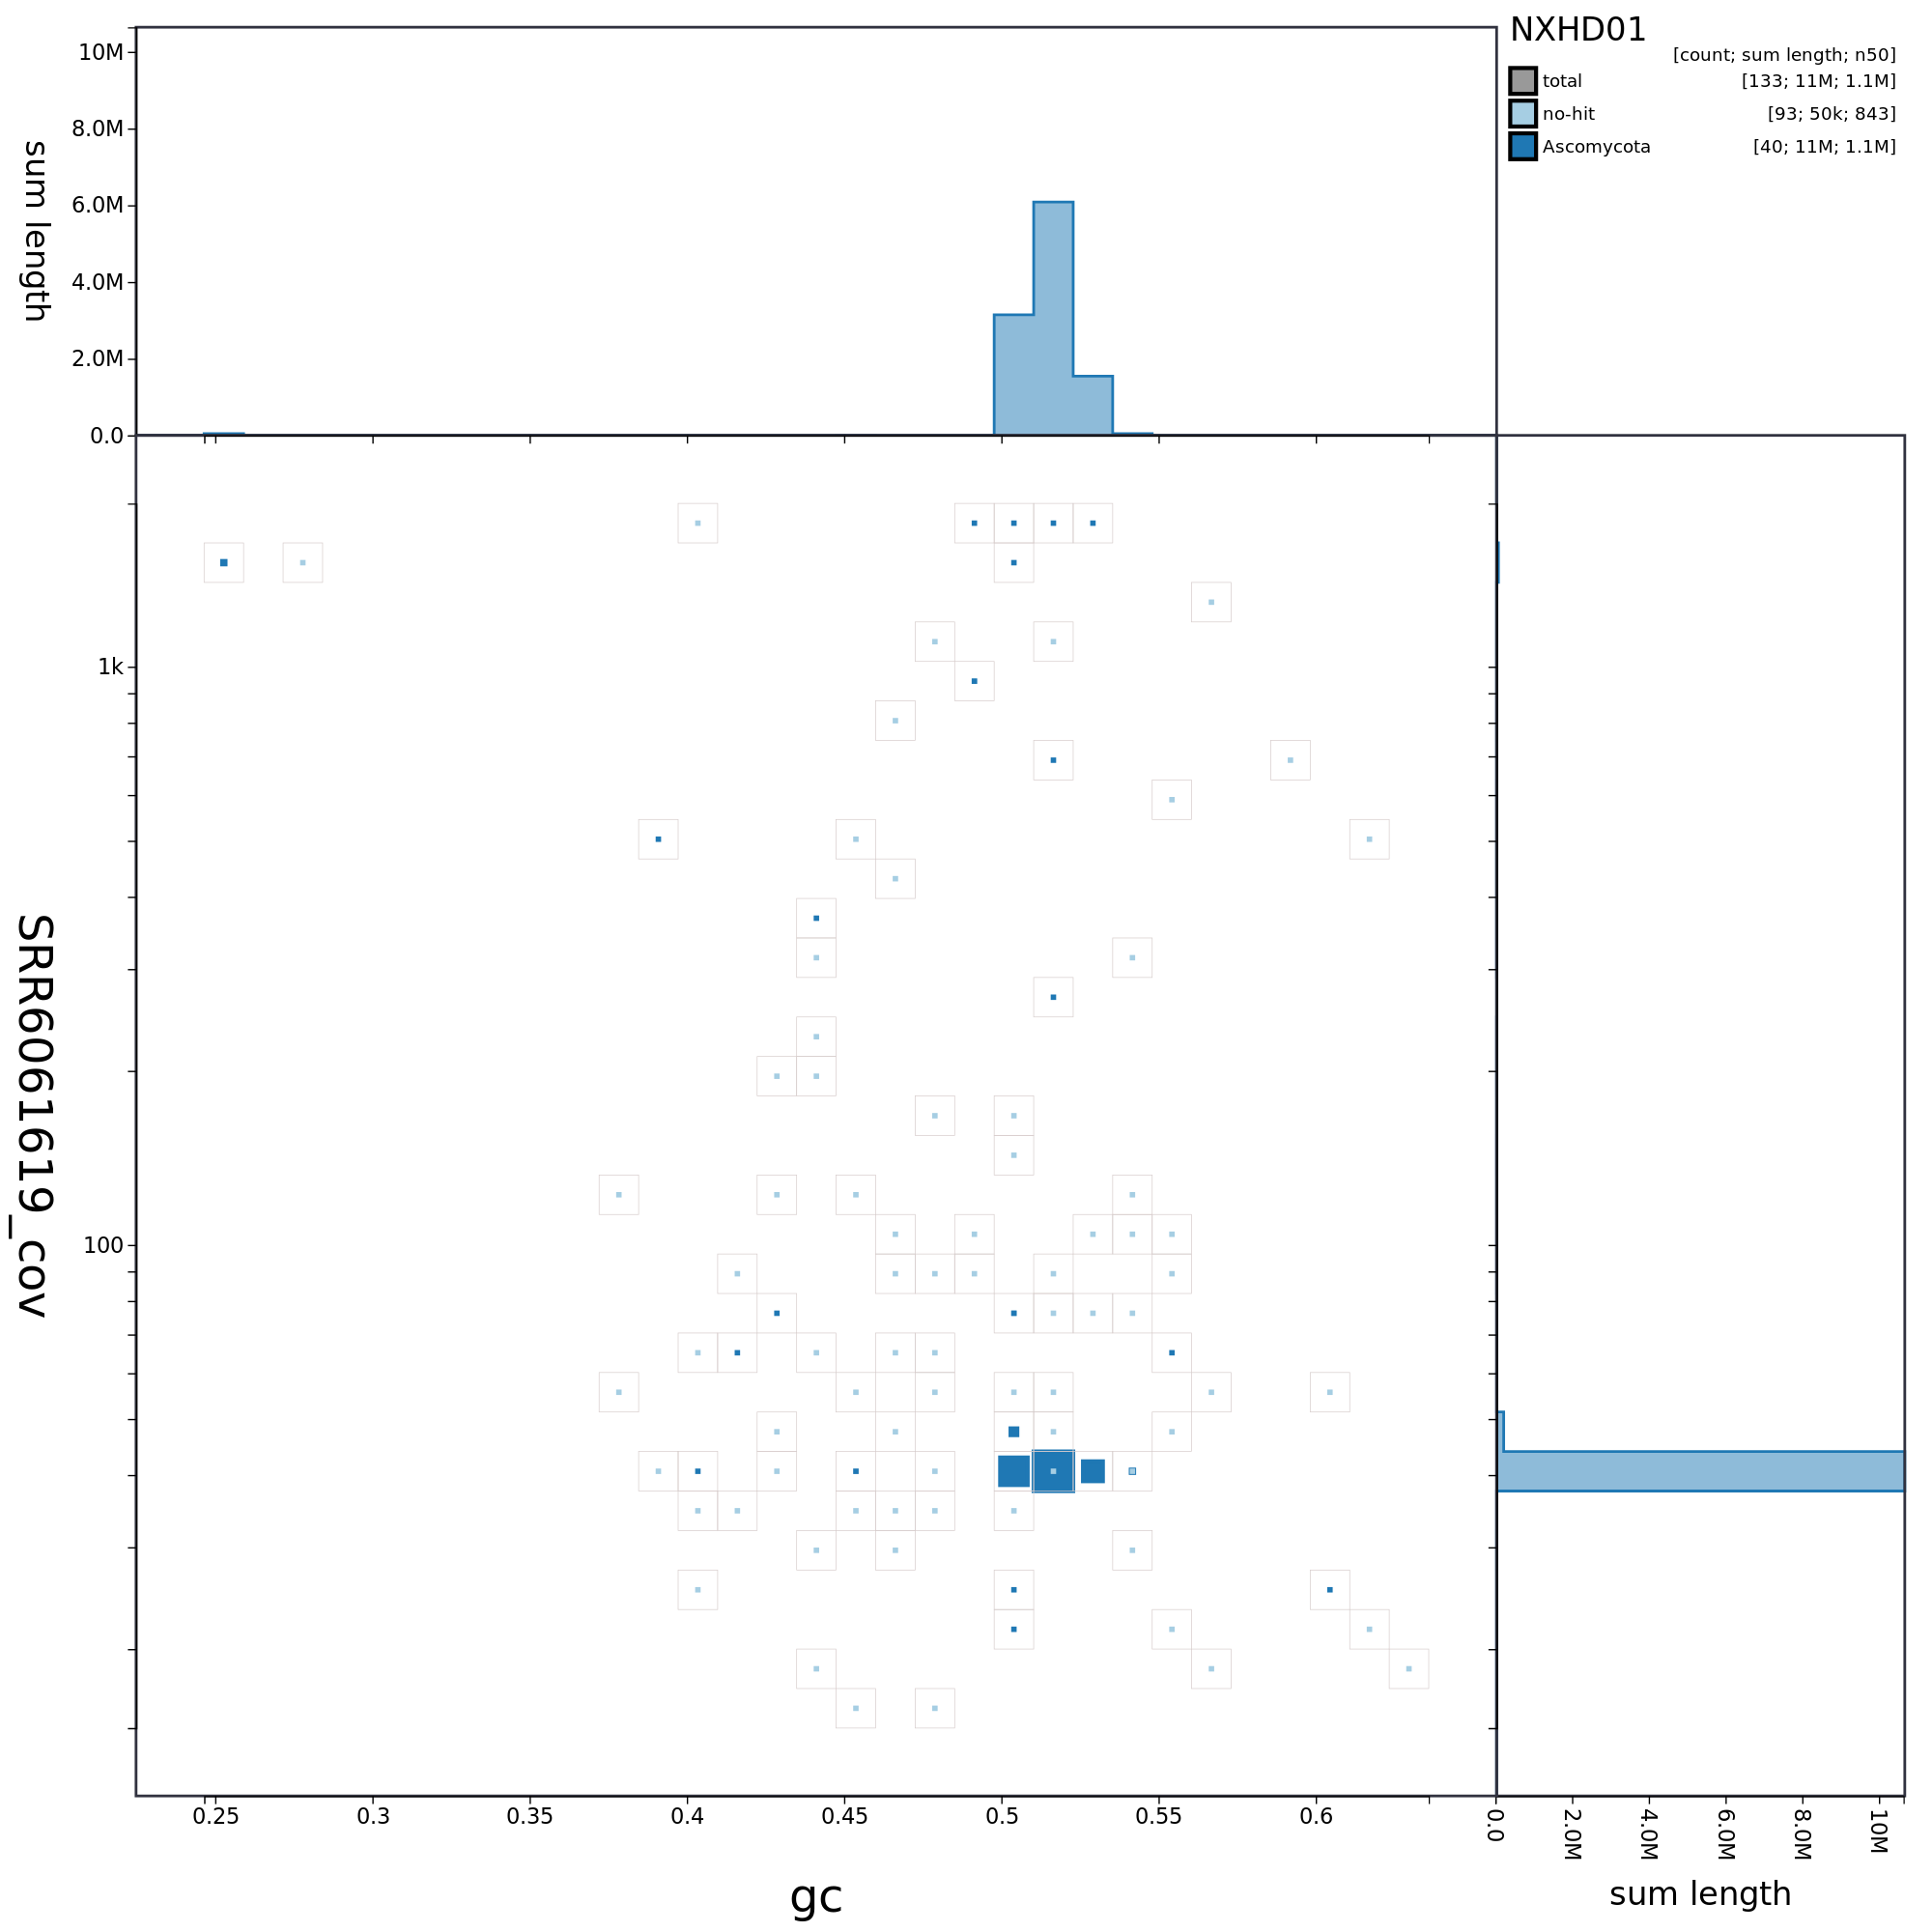 NXHD01
[count; sum length; n50]
total [133; 11M; 1.1M]
no-hit [93; 50k; 843]
Ascomycota [40; 11M; 1.1M]
sum length
10M
8.0M
6.0M
4.0M
2.0M
0.0
SRR6061619_cov
1k
100
0.25 0.3 0.35 0.4 0.45 0.5 0.55 0.6
gc
0.0 2.0M 4.0M 6.0M 8.0M 10M
sum length